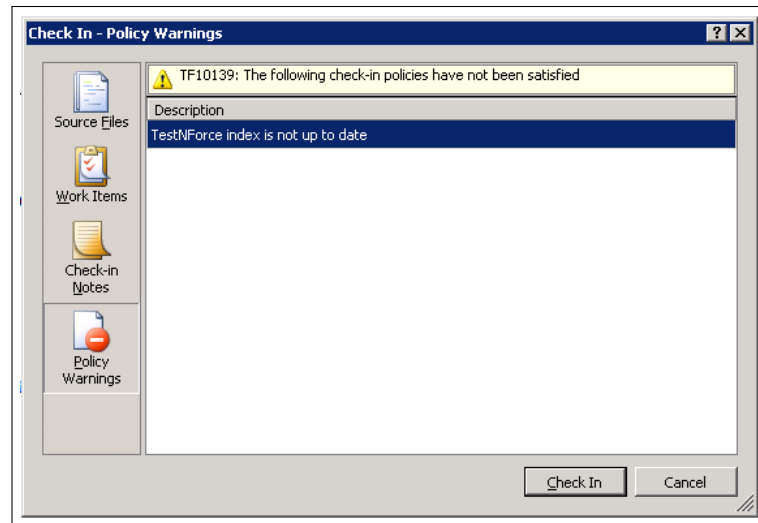 Check In - Policy Warnings
Source Files
Work Items
Check-in
Notes
Policy
Warnings
TF10139: The following check-in policies have not been satisfied
Description
TestNForce index is not up to date
Check In
Cancel